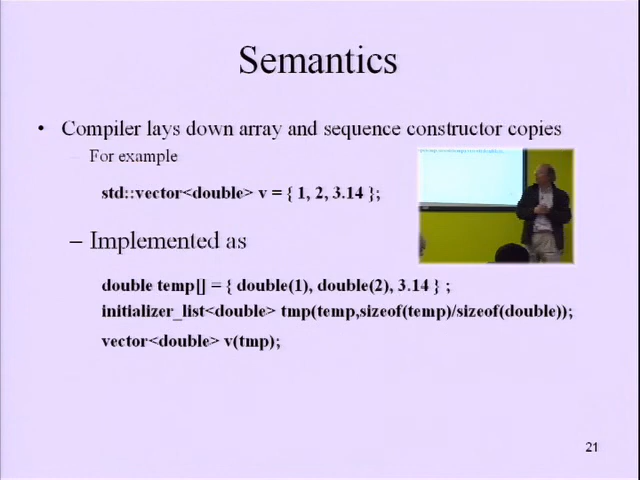 Semantics
• Compiler lays down array and sequence constructor copies
– For example
std::vector<double> v = { 1, 2, 3.14 };
– Implemented as
double temp[] = { double(1), double(2), 3.14 } ;
initializer_list<double> tmp(temp,sizeof(temp)/sizeof(double));
vector<double> v(tmp);
21